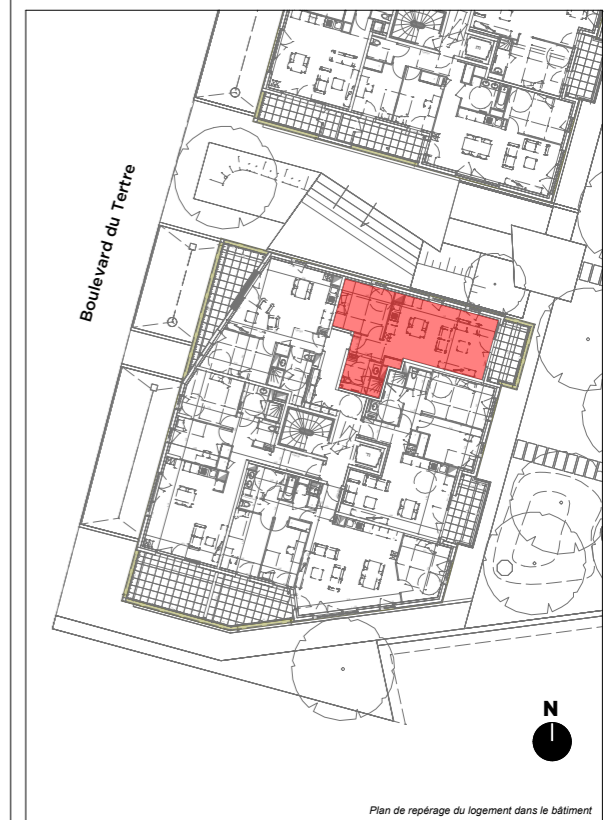 Boulevard du Tertre
N
Plan de repérage du logement dans le bâtiment